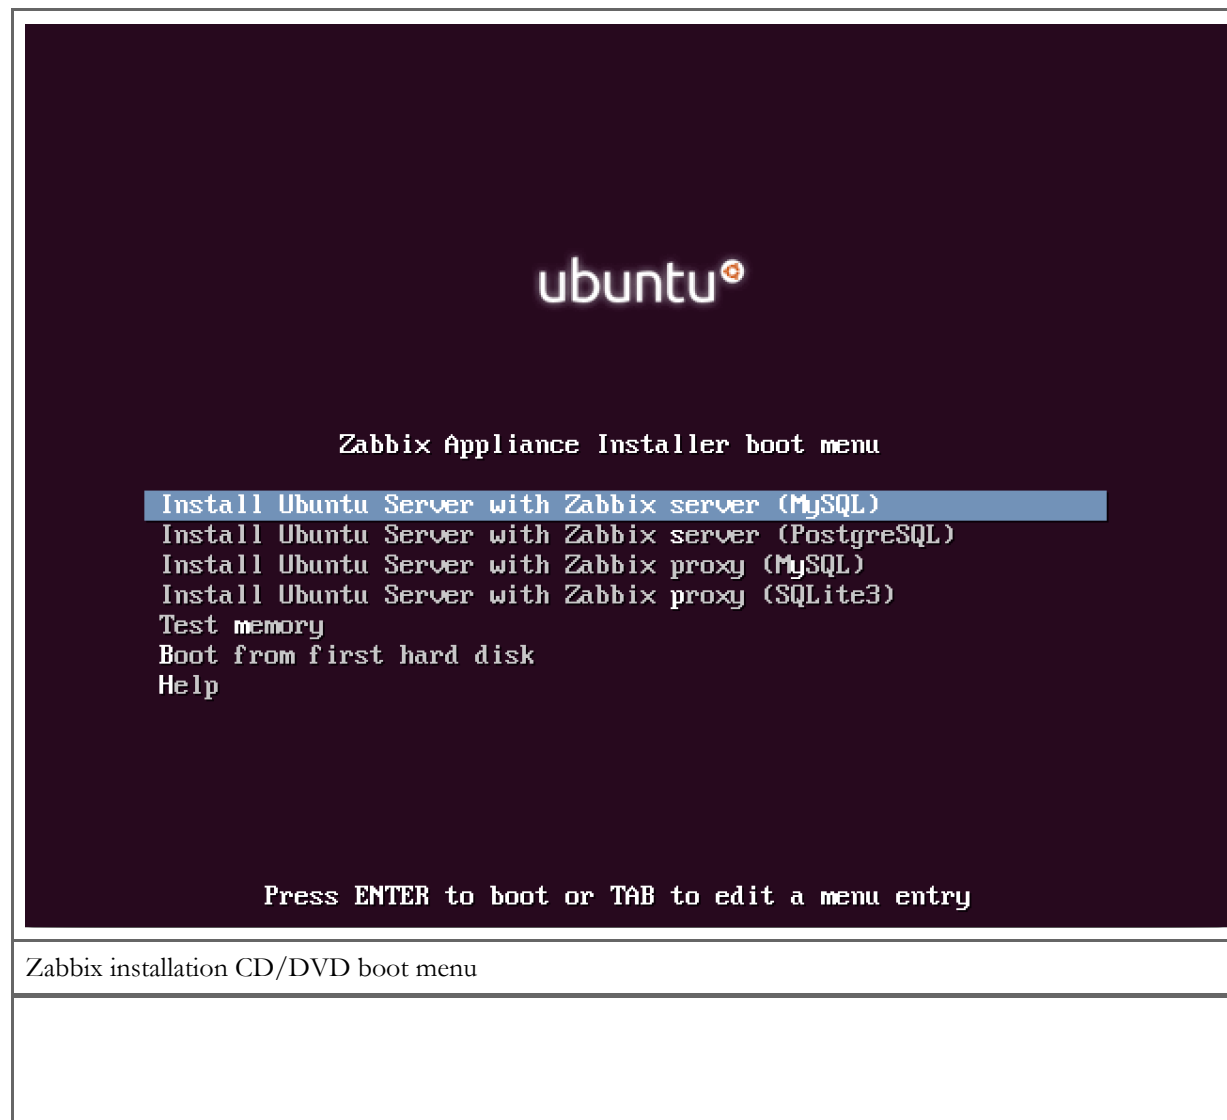 ubuntu
Zabbix Appliance Installer boot menu
Install Ubuntu Server with Zabbix server (MySQL)
Install Ubuntu Server with Zabbix server (PostgreSQL)
Install Ubuntu Server with Zabbix proxy (MySQL)
Install Ubuntu Server with Zabbix proxy (SQLite3)
Test memory
Boot from first hard disk
Help
Press ENTER to boot or TAB to edit a menu entry
Zabbix installation CD/DVD boot menu